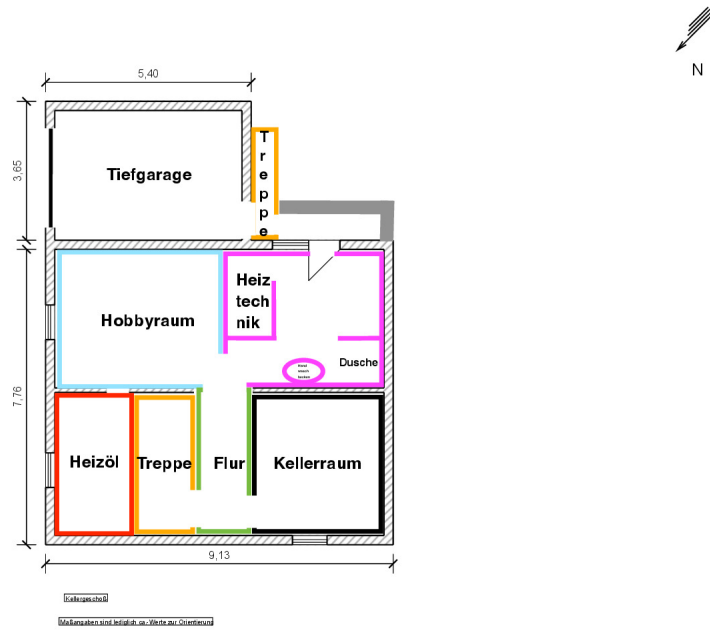 N
5,40
Tiefgarage
Treppe
3,65
Heiz
tech
nik
Hobbyraum
Dusche
7,76
Heizöl
Treppe
Flur
Kellerraum
9,13
Kellergeschoß
Maßangaben sind lediglich ca- Werte zur Orientierung